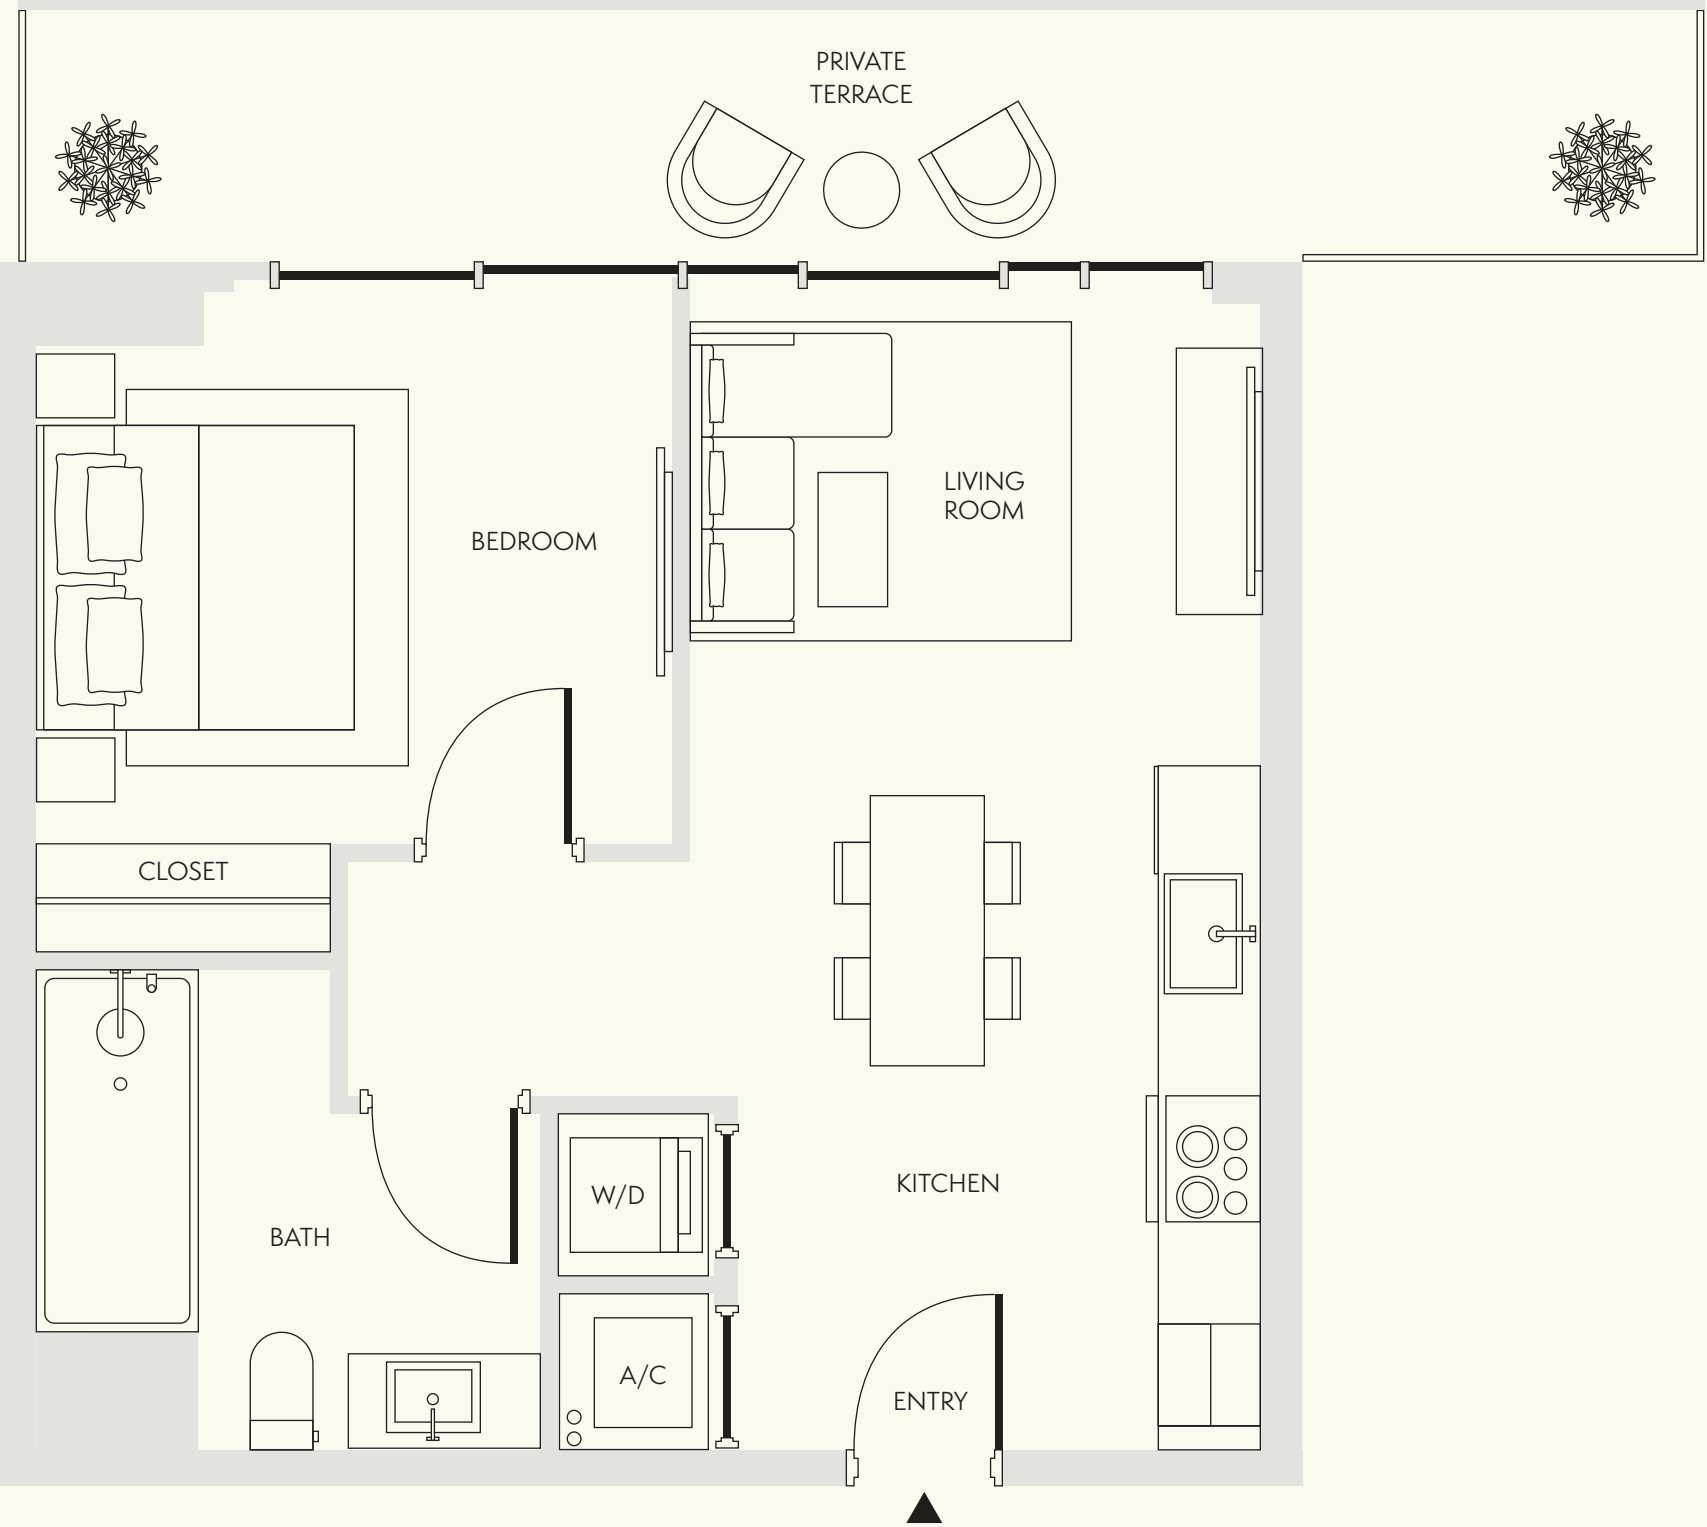 PRIVATE
TERRACE
LIVING
ROOM
BEDROOM
CLOSET
KITCHEN
W/D
BATH
A/C
ENTRY